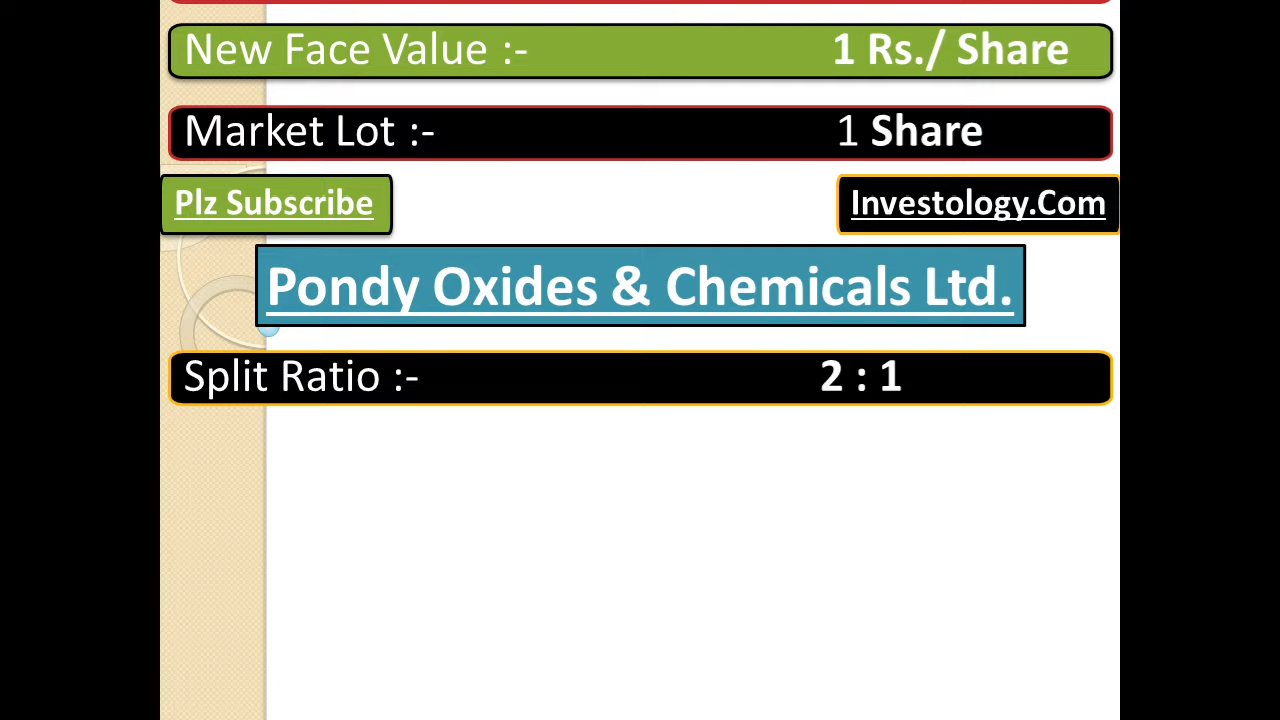 New Face Value :- 1 Rs./ Share
Market Lot :- 1 Share
Plz Subscribe Investology.Com
Pondy Oxides & Chemicals Ltd.
Split Ratio :- 2 : 1